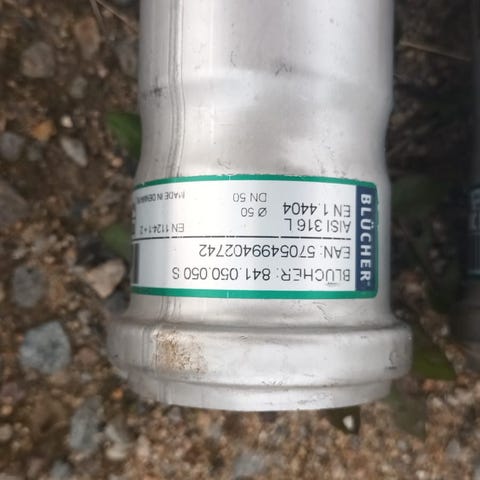 BLÜCHER®
BLÜCHER: 841.050.050 S
EAN: 5705499402742
AISI 316 L
EN 1.4404
Ø 50
DN 50
EN 1124-1 + 2
MADE IN